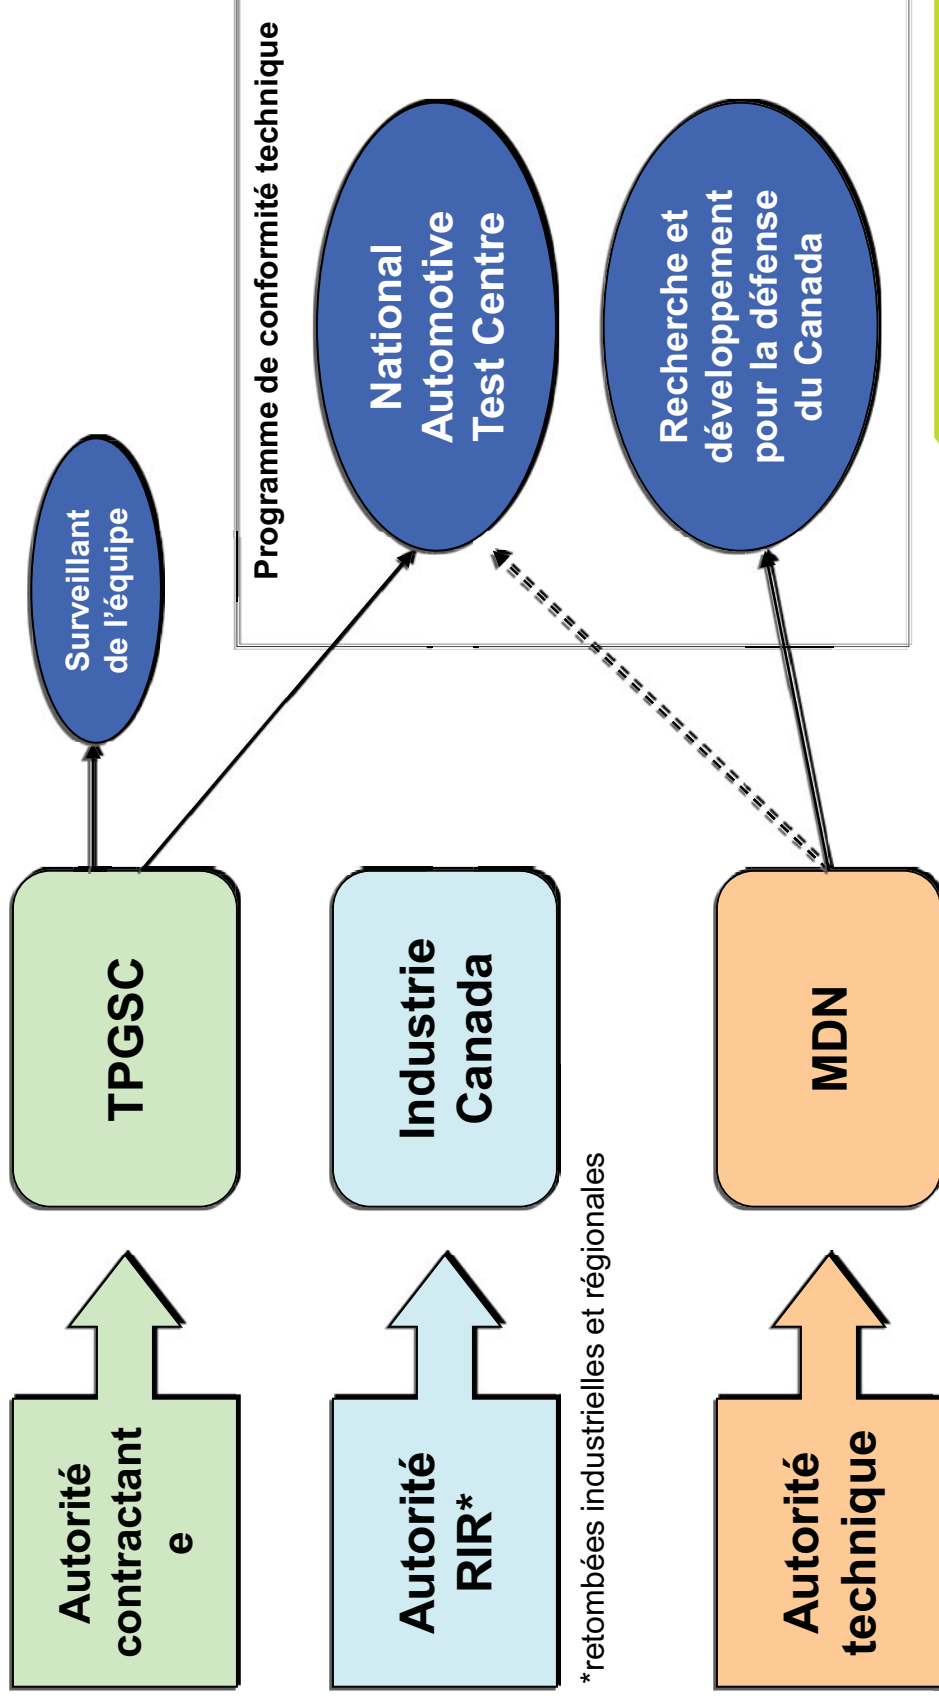 Autorité
contractant
e
TPGSC
Surveillant
de l'équipe
Programme de conformité technique
Autorité
RIR*
Industrie
Canada
National
Automotive
Test Centre
*retombées industrielles et régionales
Autorité
technique
MDN
Recherche et
développement
pour la défense
du Canada